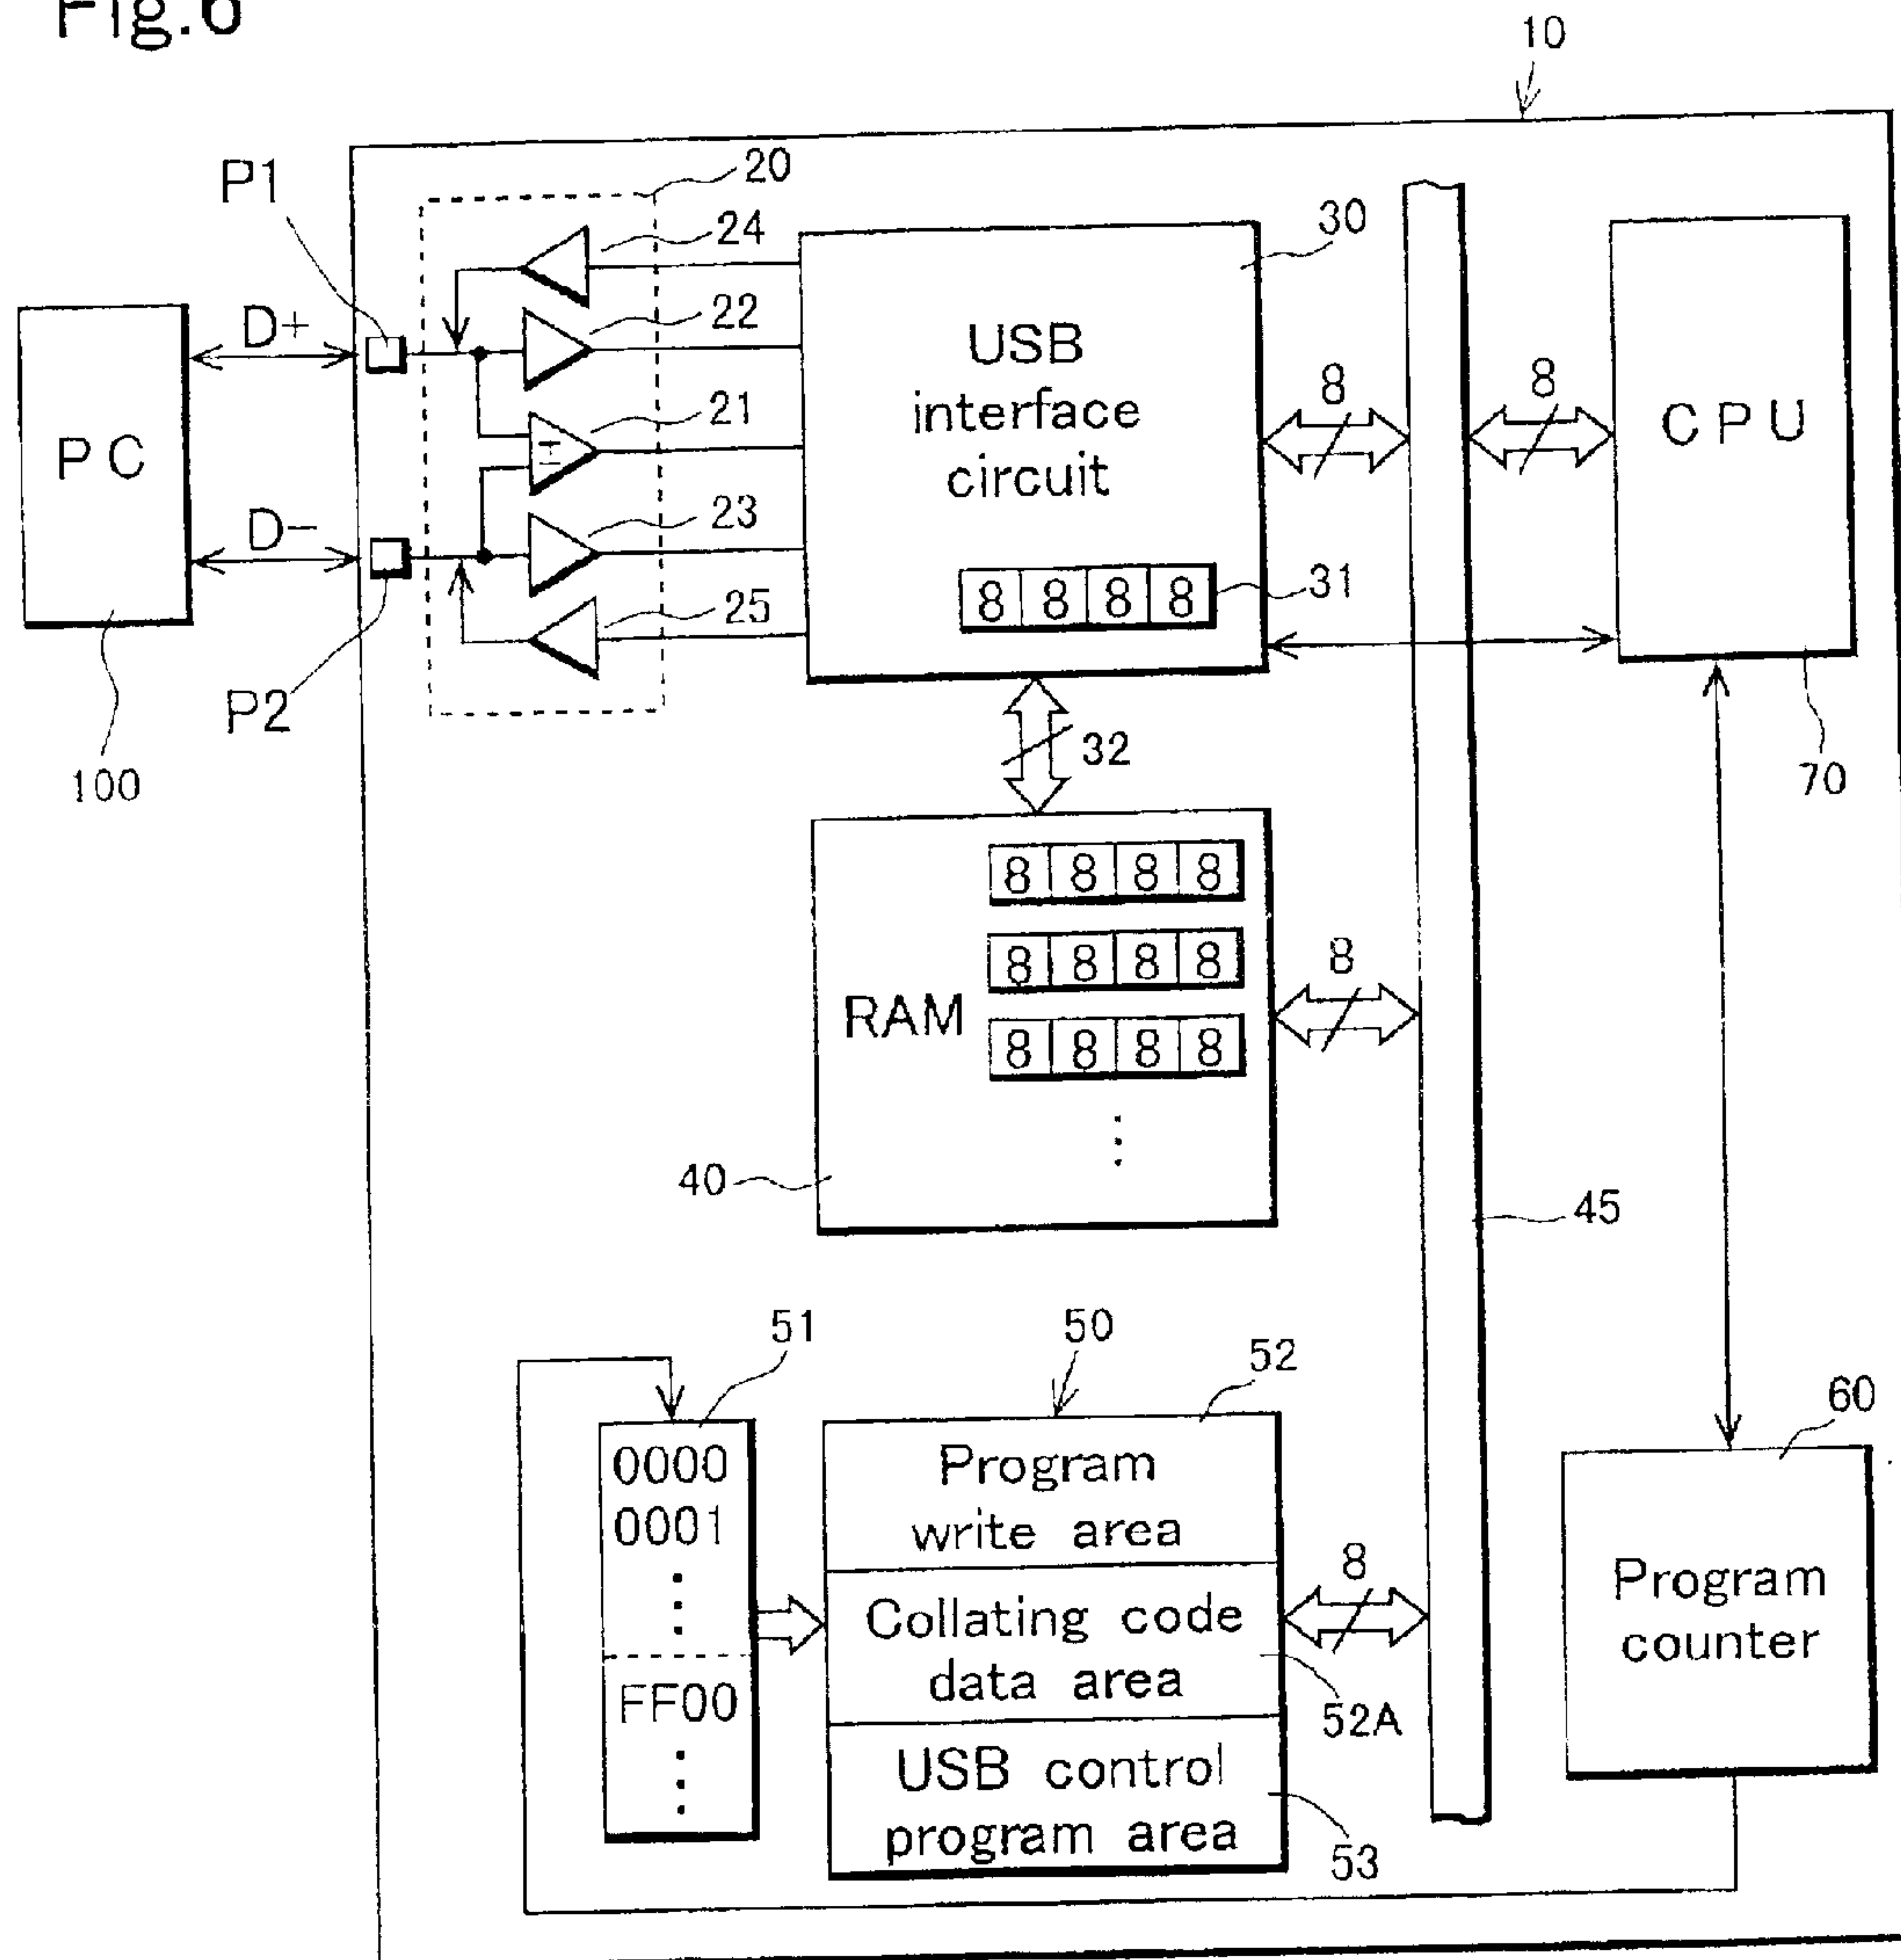 Fig.6
10
P1
20
24
30
D+
22
USB
interface
circuit
8
8
CPU
PC
21
D−
23
8 8 8 8
31
25
P2
32
100
70
RAM
8 8 8 8
8 8 8 8
8 8 8 8
8
40
45
51
50
52
60
0000
0001
FF00
Program
write area
Collating code
data area
8
52A
USB control
program area
53
Program
counter